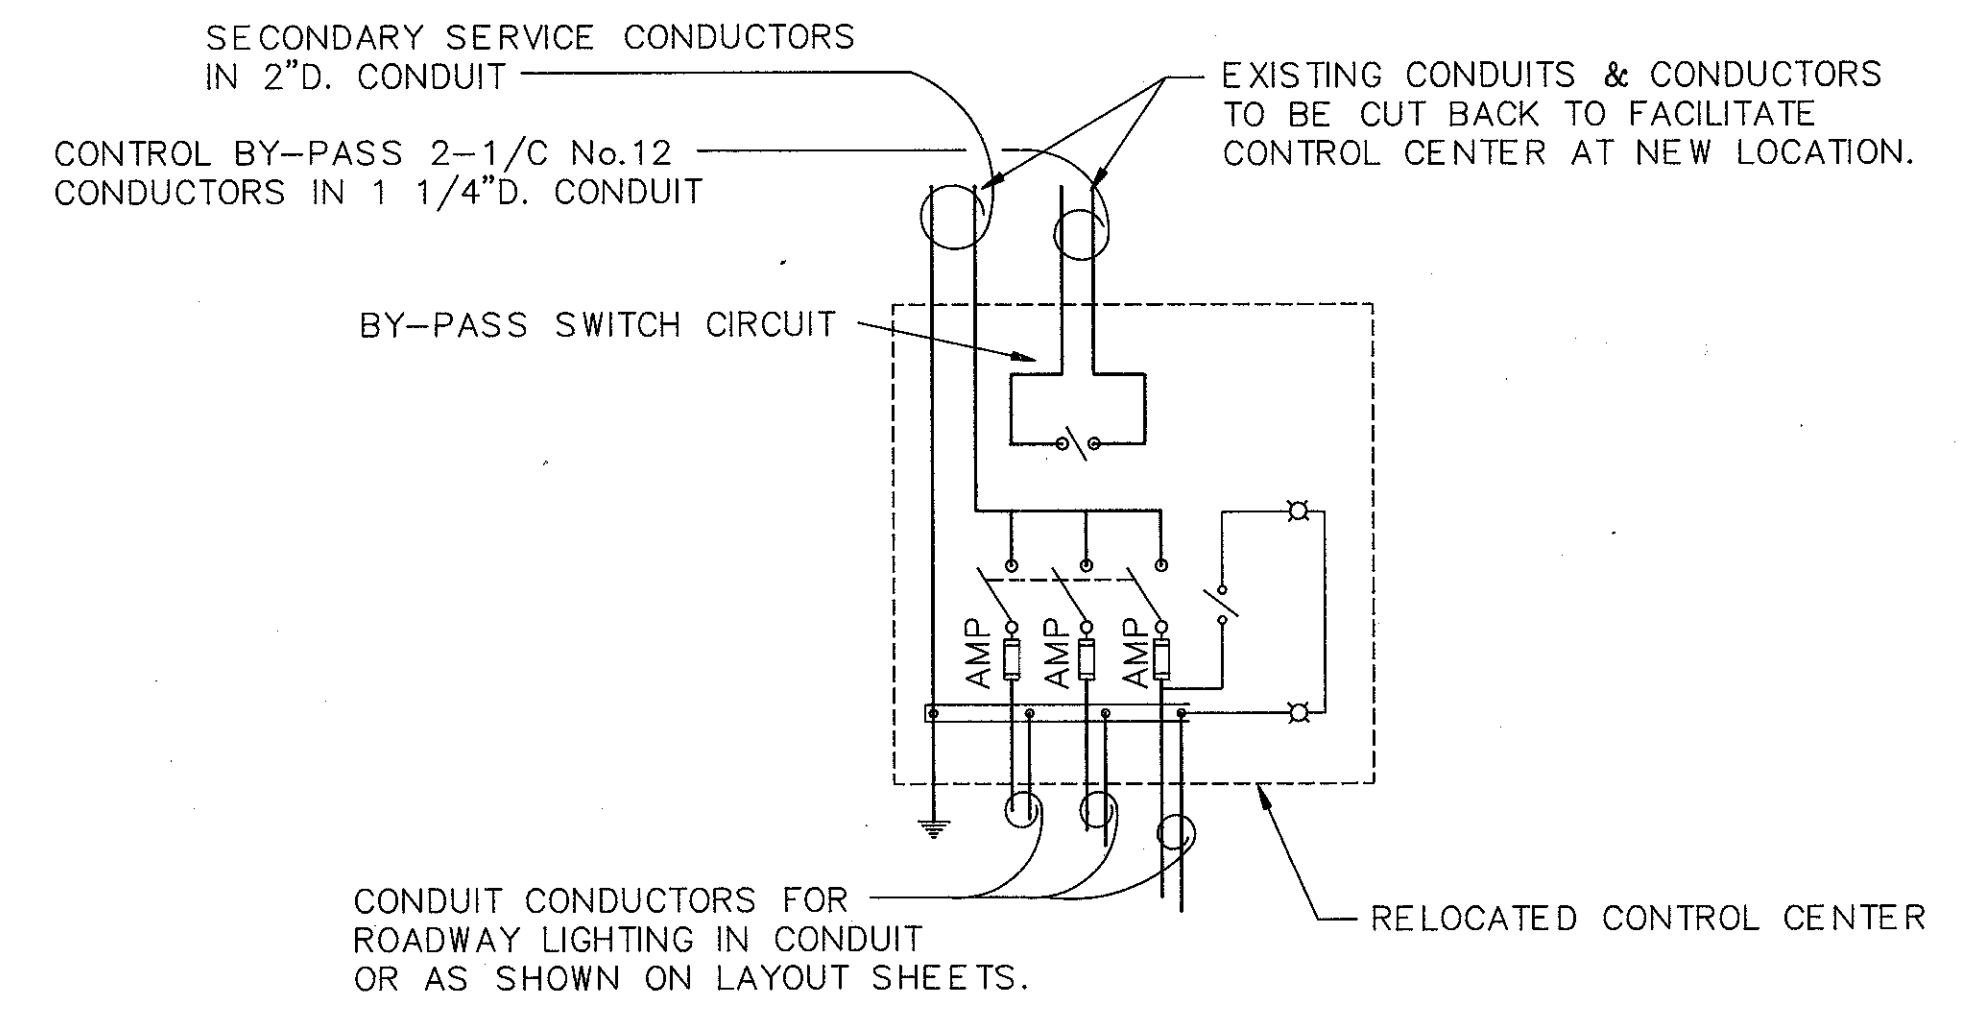 SECONDARY SERVICE CONDUCTORS
IN 2"D. CONDUIT
EXISTING CONDUITS & CONDUCTORS
TO BE CUT BACK TO FACILITATE
CONTROL CENTER AT NEW LOCATION.
CONTROL BY-PASS 2-1/C No.12
CONDUCTORS IN 1 1/4"D. CONDUIT
BY-PASS SWITCH CIRCUIT
AMP
AMP
AMP
CONDUIT CONDUCTORS FOR
ROADWAY LIGHTING IN CONDUIT
OR AS SHOWN ON LAYOUT SHEETS.
RELOCATED CONTROL CENTER